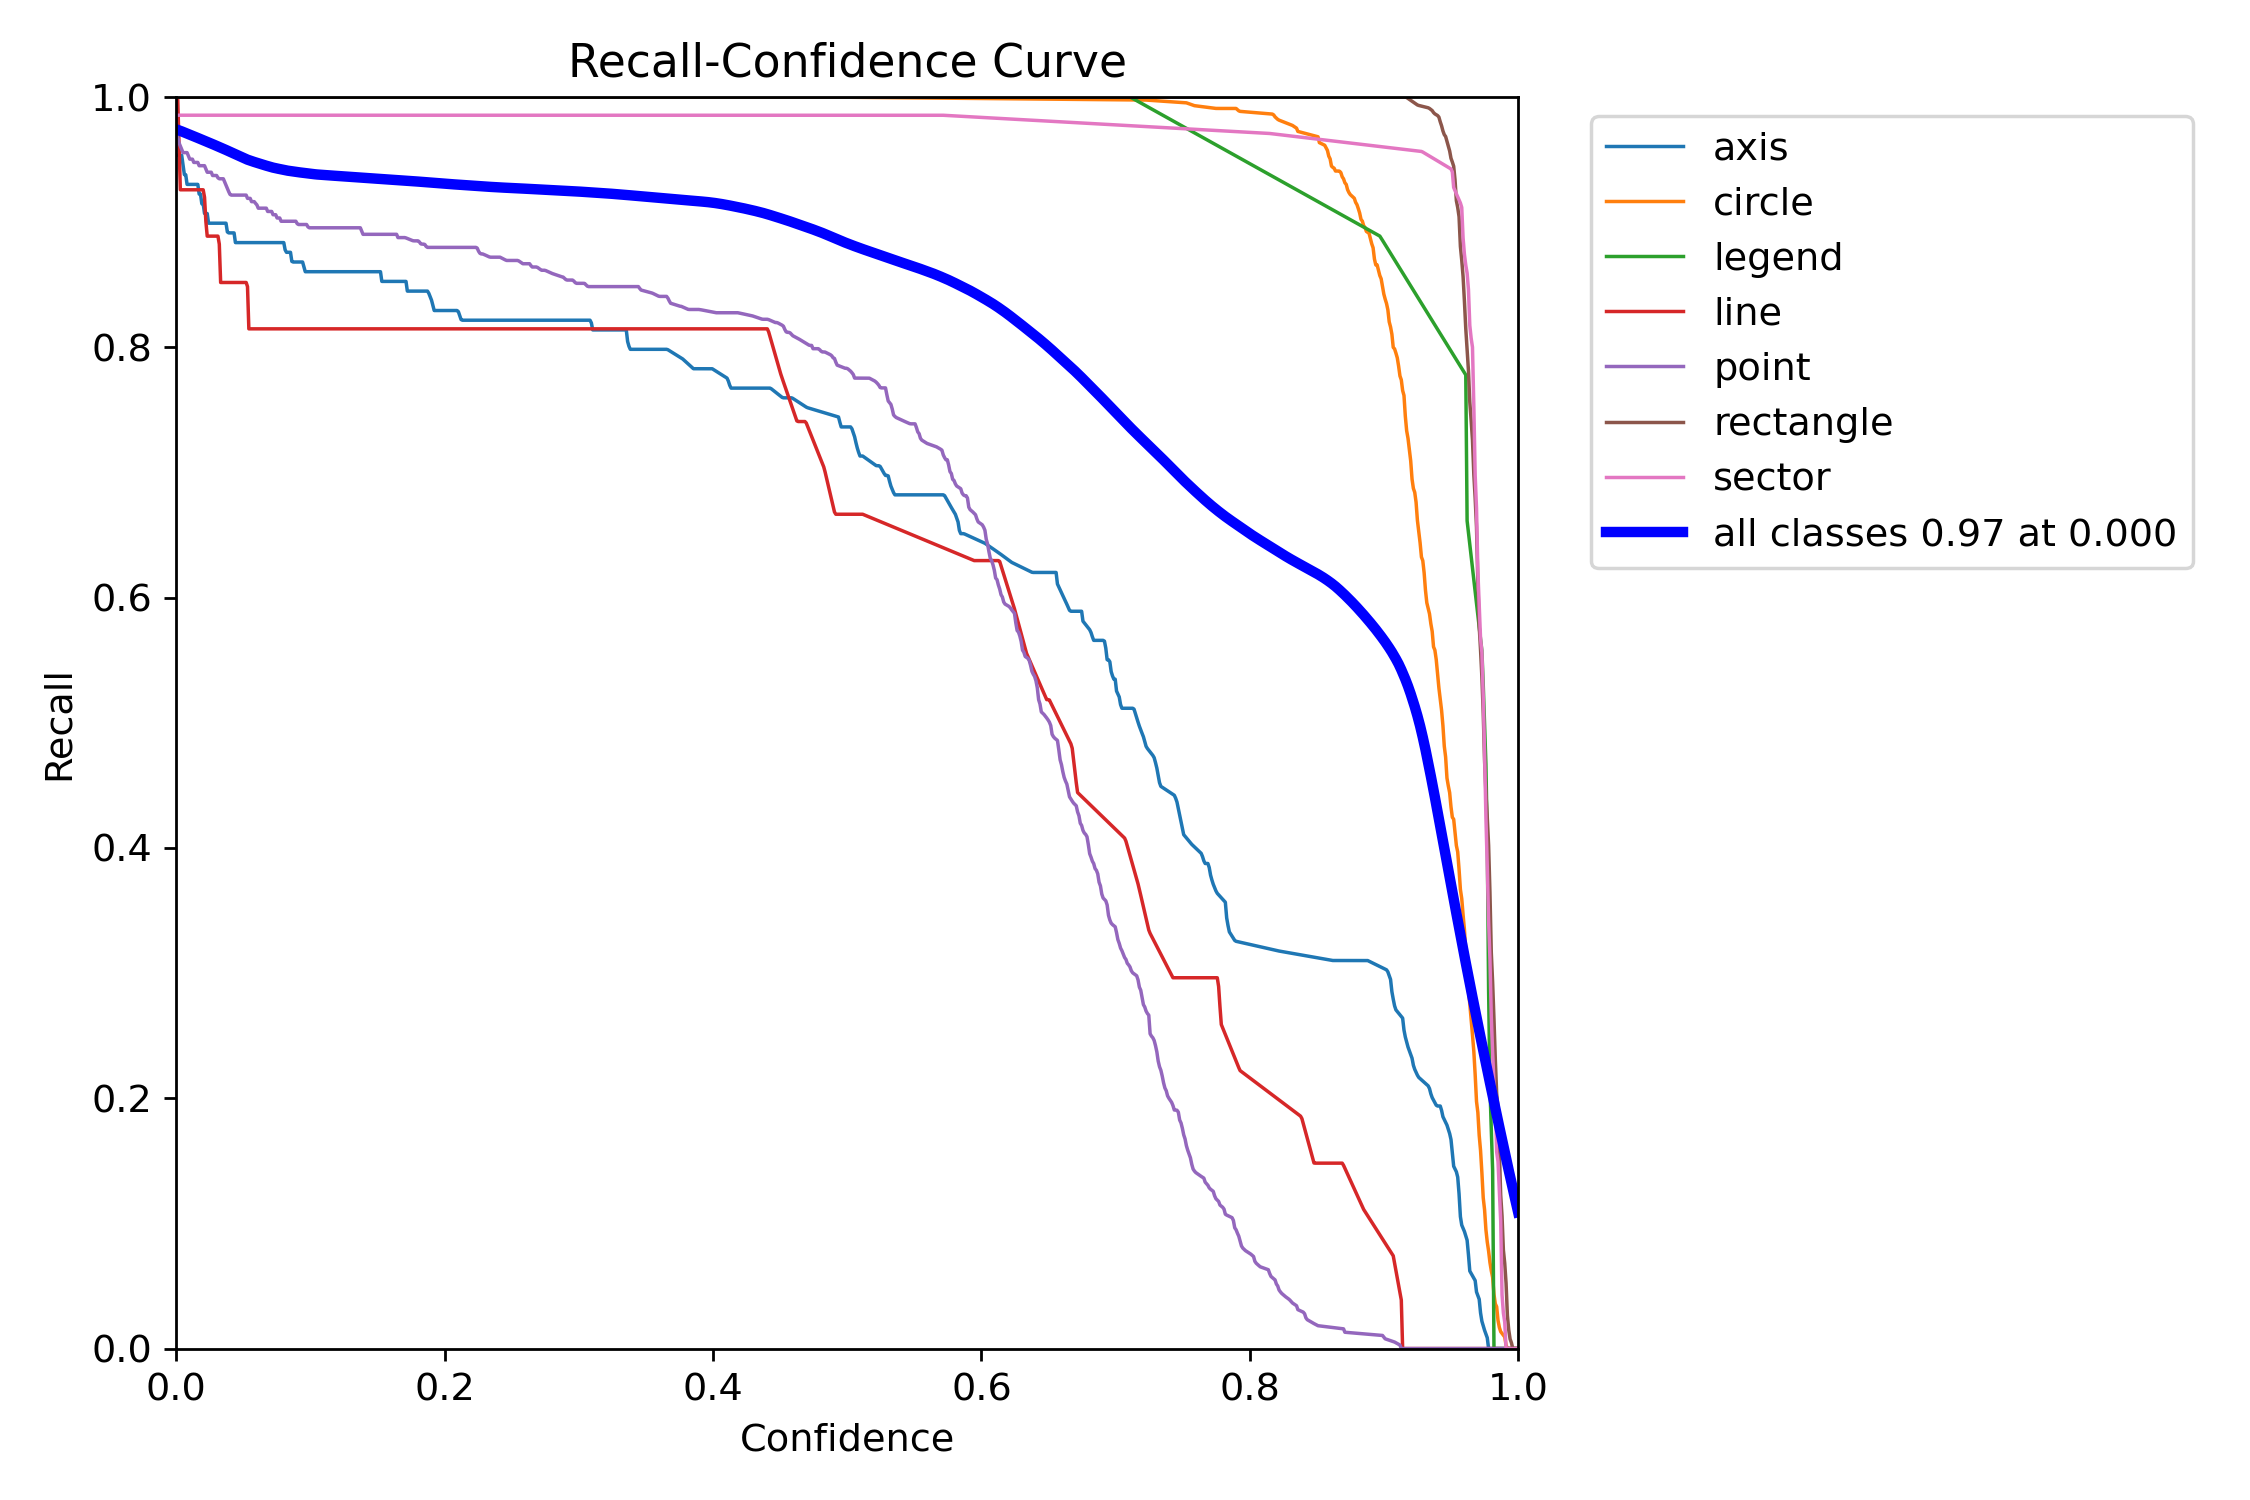 Recall-Confidence Curve
1.0
0.8
0.6
0.4
0.2
0.0
Recall
0.0 0.2 0.4 0.6 0.8 1.0
Confidence
axis
circle
legend
line
point
rectangle
sector
all classes 0.97 at 0.000